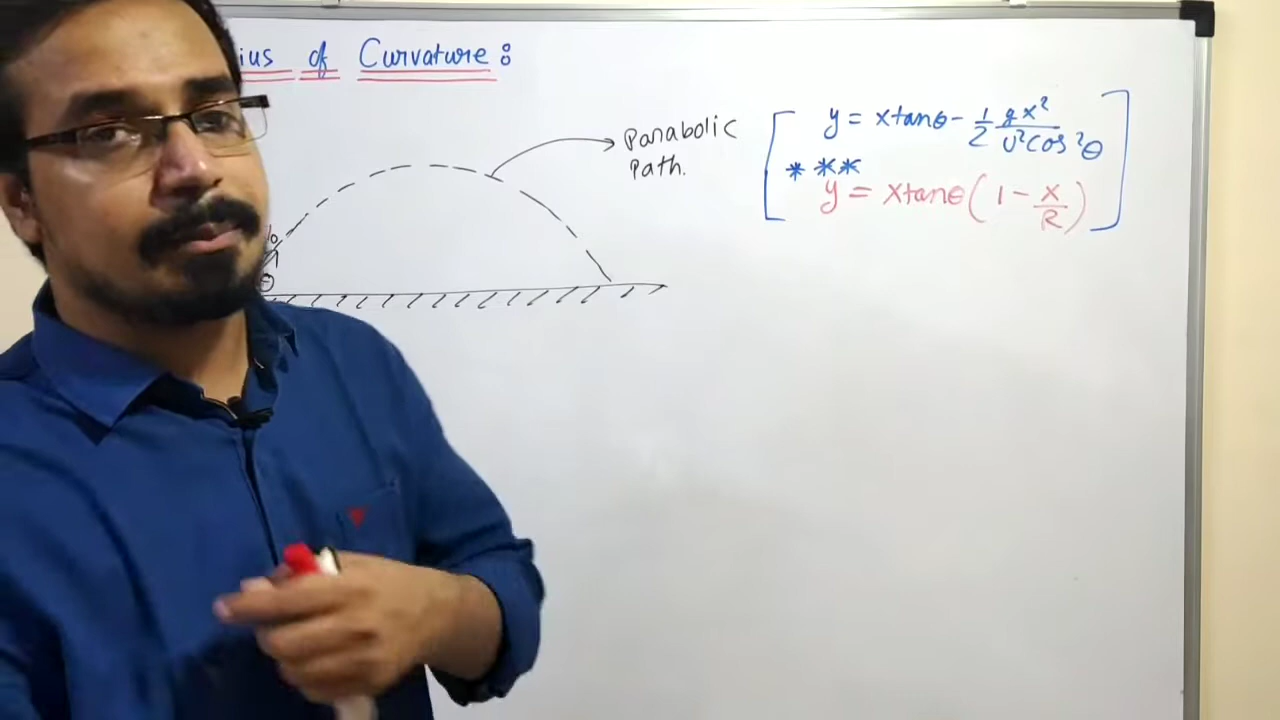 ius of Curvature :
Parabolic
Path.
y = xtanθ - 1/2 gx²/U²cos²θ
***
y = xtanθ(1 - x/R)
θ